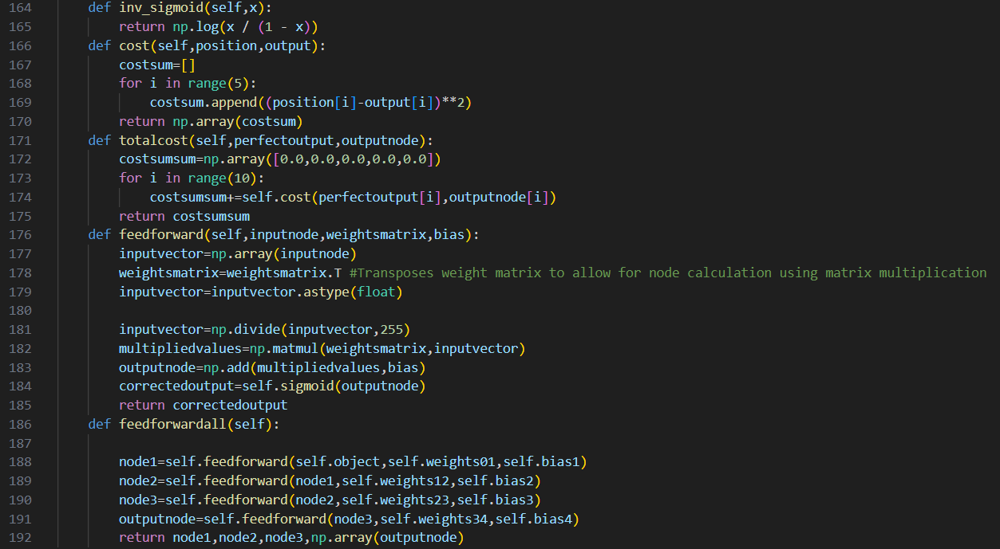 164 def inv_sigmoid(self,x):
165 return np.log(x / (1 - x))
166 def cost(self,position,output):
167 costsum=[]
168 for i in range(5):
169 costsum.append((position[i]-output[i])**2)
170 return np.array(costsum)
171 def totalcost(self,perfectoutput,outputnode):
172 costsumsum=np.array([0.0,0.0,0.0,0.0,0.0])
173 for i in range(10):
174 costsumsum+=self.cost(perfectoutput[i],outputnode[i])
175 return costsumsum
176 def feedforward(self,inputnode,weightsmatrix,bias):
177 inputvector=np.array(inputnode)
178 weightsmatrix=weightsmatrix.T #Transposes weight matrix to allow for node calculation using matrix multiplication
179 inputvector=inputvector.astype(float)
180
181 inputvector=np.divide(inputvector,255)
182 multipliedvalues=np.matmul(weightsmatrix,inputvector)
183 outputnode=np.add(multipliedvalues,bias)
184 correctedoutput=self.sigmoid(outputnode)
185 return correctedoutput
186 def feedforwardall(self):
187
188 node1=self.feedforward(self.object,self.weights01,self.bias1)
189 node2=self.feedforward(node1,self.weights12,self.bias2)
190 node3=self.feedforward(node2,self.weights23,self.bias3)
191 outputnode=self.feedforward(node3,self.weights34,self.bias4)
192 return node1,node2,node3,np.array(outputnode)